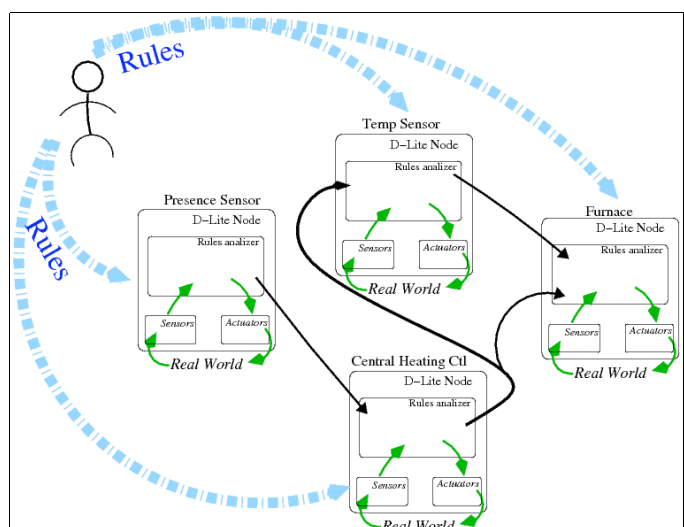 Rules
Rules
Temp Sensor
D-Lite Node
Rules analizer
Sensors
Actuators
Real World
Presence Sensor
D-Lite Node
Rules analizer
Sensors
Actuators
Real World
Furnace
D-Lite Node
Rules analizer
Sensors
Actuators
Real World
Central Heating Ctl
D-Lite Node
Rules analizer
Sensors
Actuators
Real World